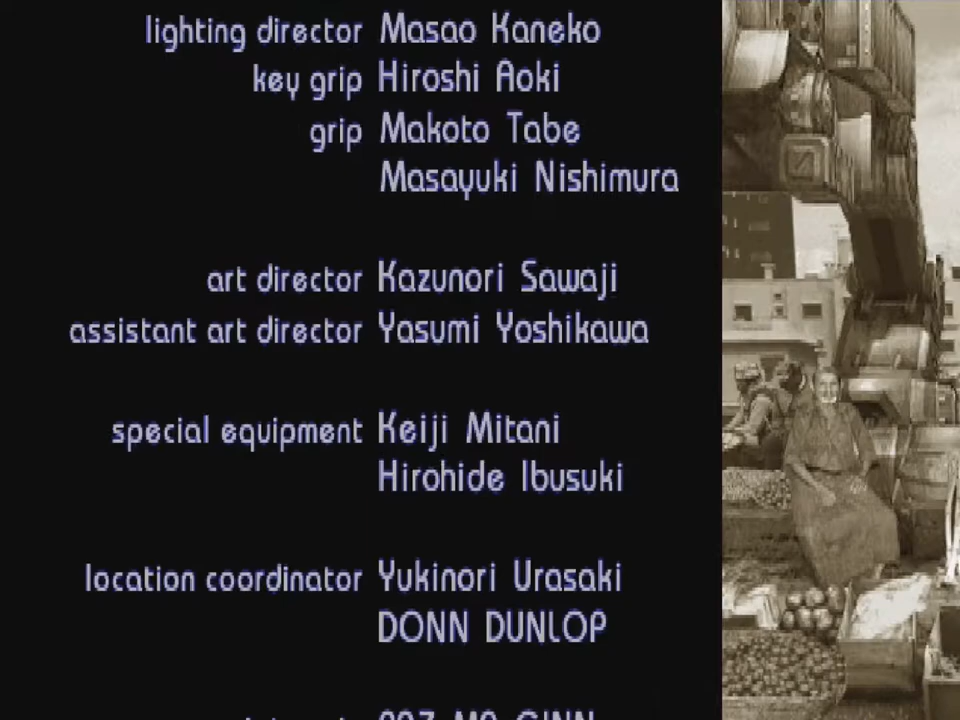 lighting director Masao Kaneko
key grip Hiroshi Aoki
grip Makoto Tabe
Masayuki Nishimura
art director Kazunori Sawaji
assistant art director Yasumi Yoshikawa
special equipment Keiji Mitani
Hirohide Ibusuki
location coordinator Yukinori Urasaki
DONN DUNLOP